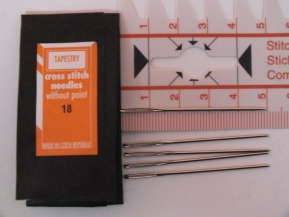 TAPESTRY
cross stitch
needles
without point
18
MADE IN CZECH REPUBLIC
1 2 3 4
Stitc
Stick
Com
1 2 3 4